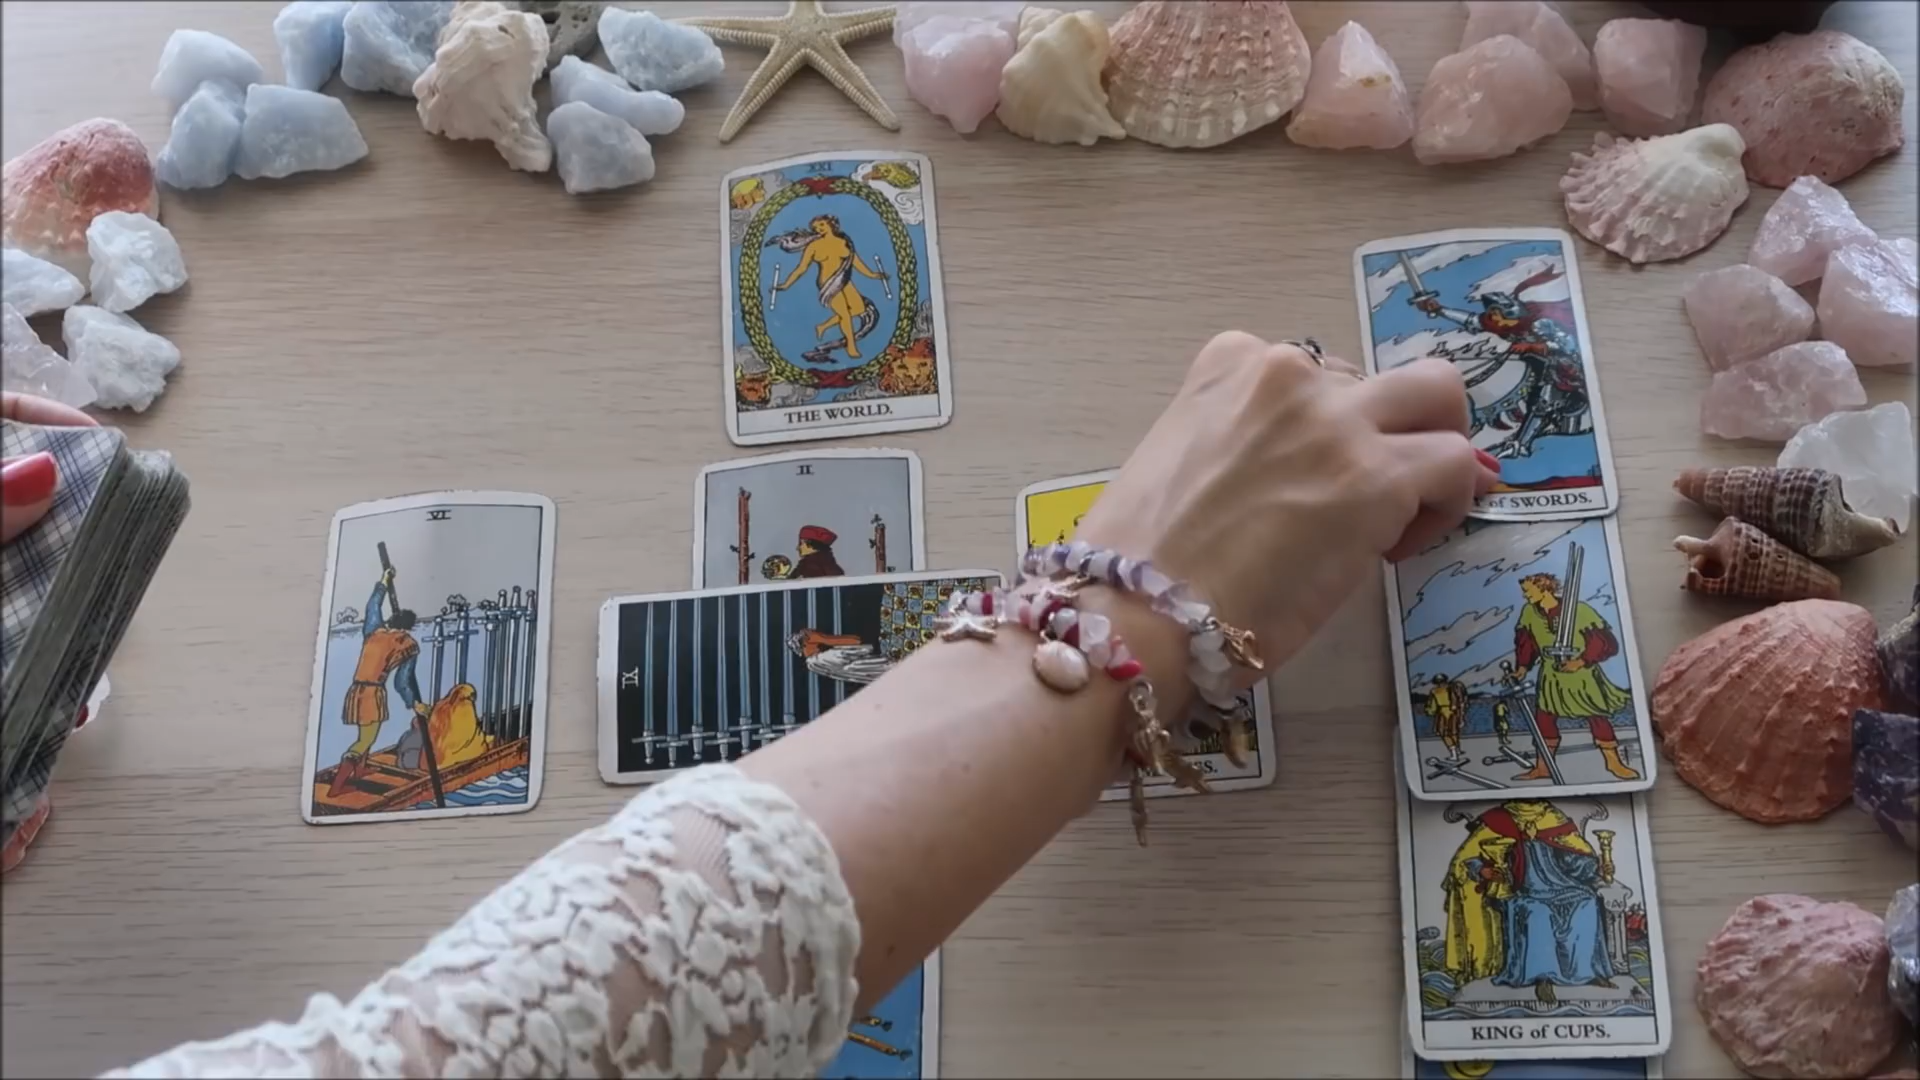 XXI
THE WORLD.
II
VI
IX
of SWORDS.
KING of CUPS.